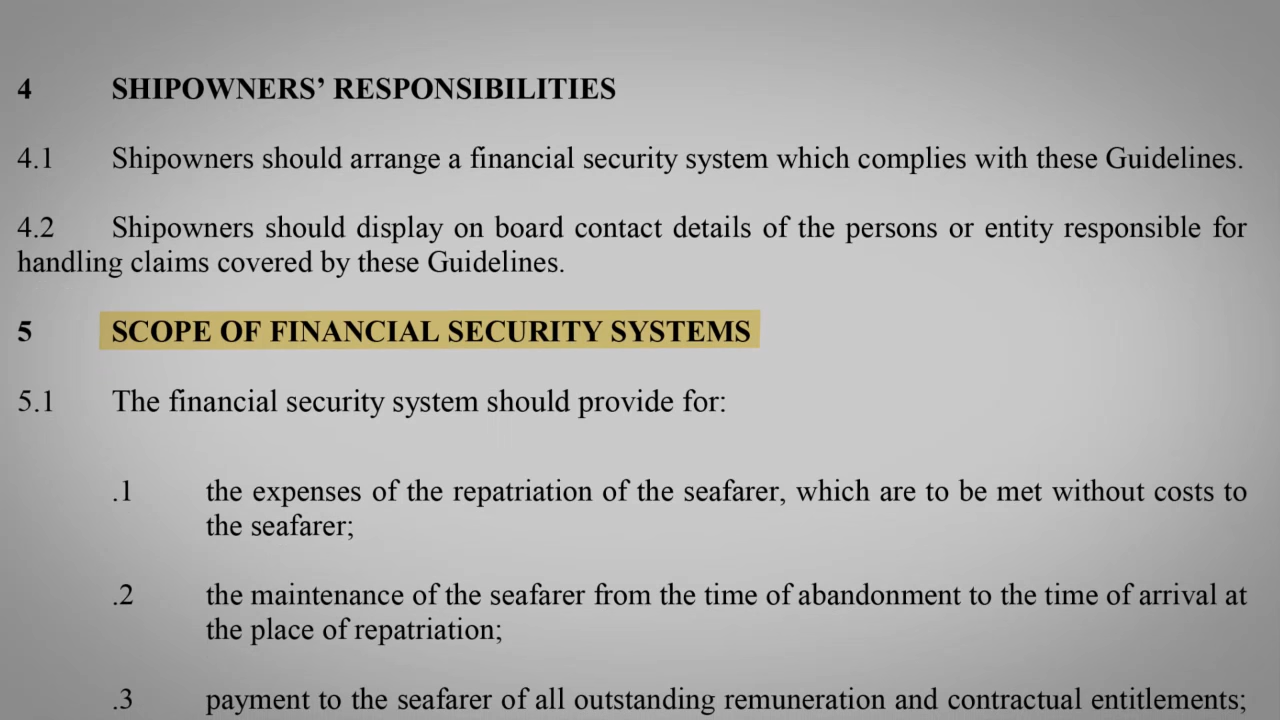 4 SHIPOWNERS’ RESPONSIBILITIES
4.1 Shipowners should arrange a financial security system which complies with these Guidelines.
4.2 Shipowners should display on board contact details of the persons or entity responsible for
handling claims covered by these Guidelines.
5 SCOPE OF FINANCIAL SECURITY SYSTEMS
5.1 The financial security system should provide for:
.1 the expenses of the repatriation of the seafarer, which are to be met without costs to
the seafarer;
.2 the maintenance of the seafarer from the time of abandonment to the time of arrival at
the place of repatriation;
.3 payment to the seafarer of all outstanding remuneration and contractual entitlements;